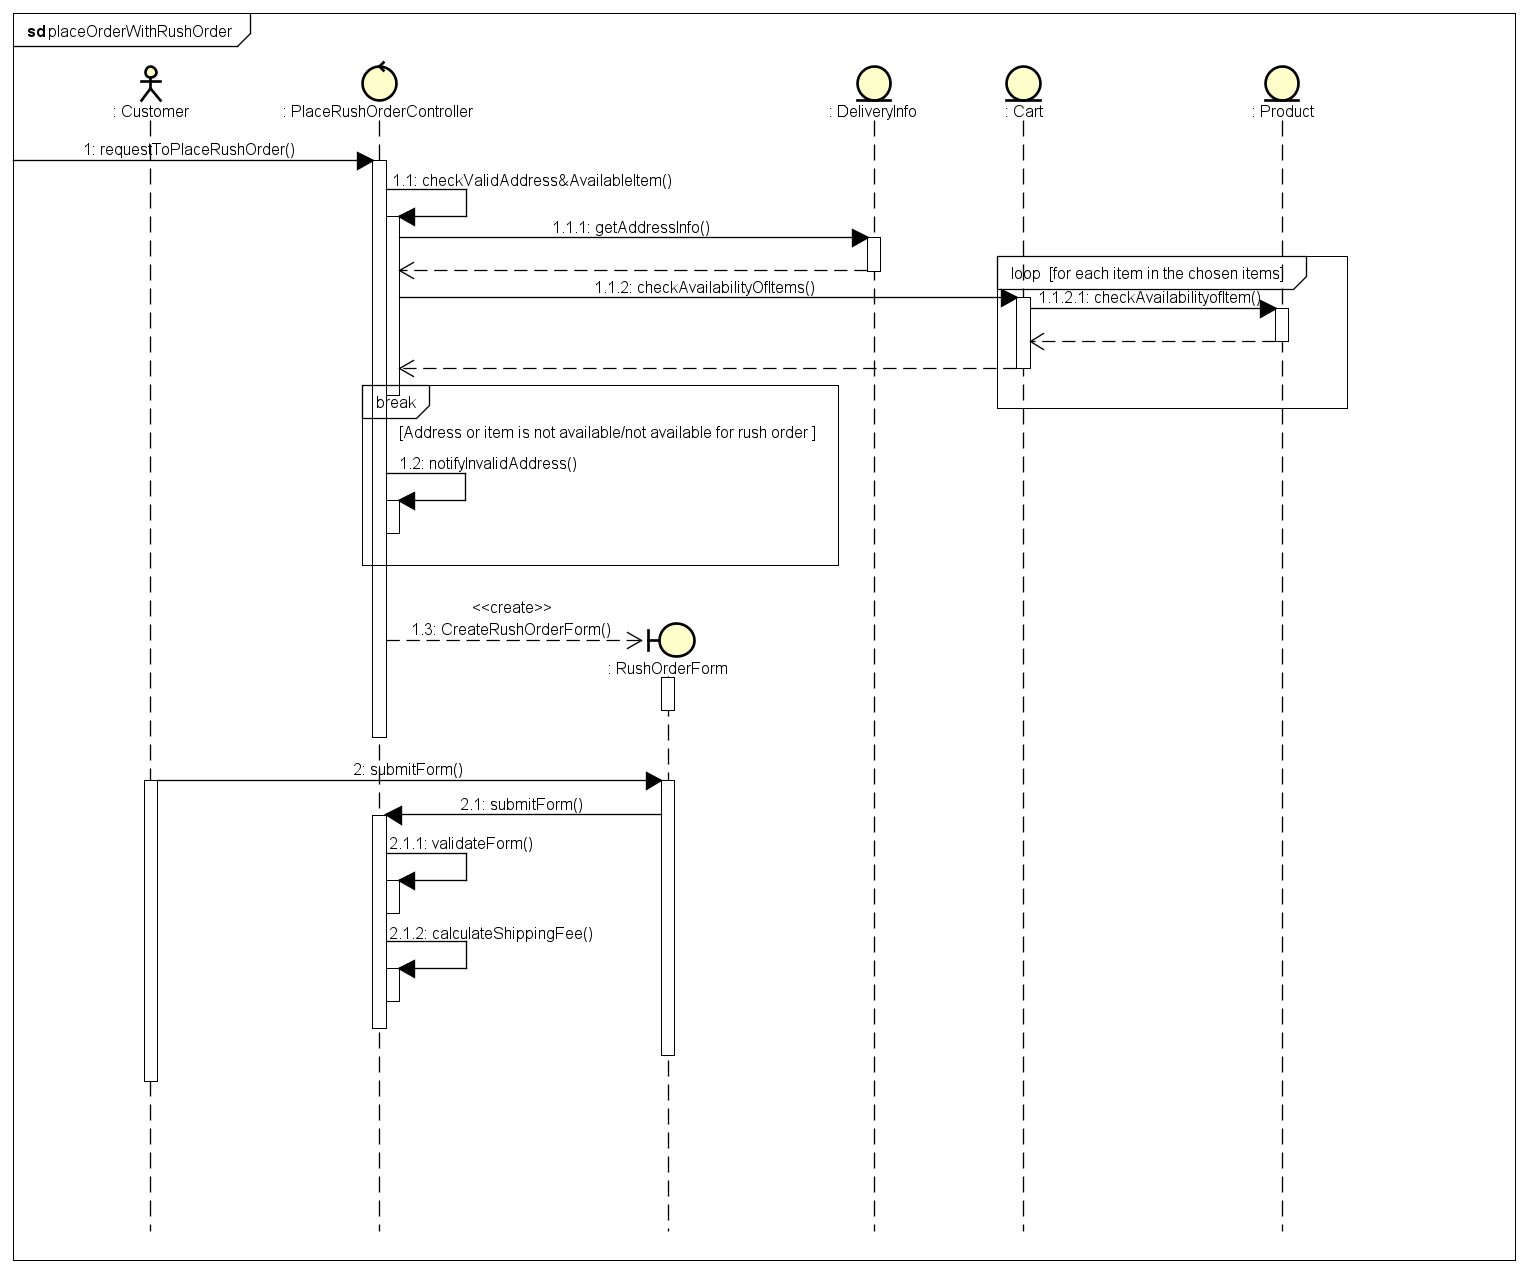 sd placeOrderWithRushOrder
: Customer
: PlaceRushOrderController
: DeliveryInfo
: Cart
: Product
1: requestToPlaceRushOrder()
1.1: checkValidAddress&AvailableItem()
1.1.1: getAddressInfo()
loop [for each item in the chosen items]
1.1.2: checkAvailabilityOfItems()
1.1.2.1: checkAvailabilityofItem()
break
[Address or item is not available/not available for rush order ]
1.2: notifyInvalidAddress()
<<create>>
1.3: CreateRushOrderForm()
: RushOrderForm
2: submitForm()
2.1: submitForm()
2.1.1: validateForm()
2.1.2: calculateShippingFee()